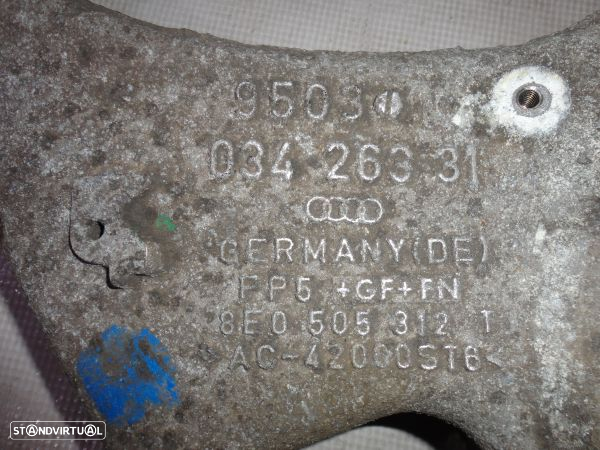 9503
034 263 31
GERMANY(DE)
PP5 +GF+FN
8E0 505 312 T
>AC-42000ST6<
STANDVIRTUAL